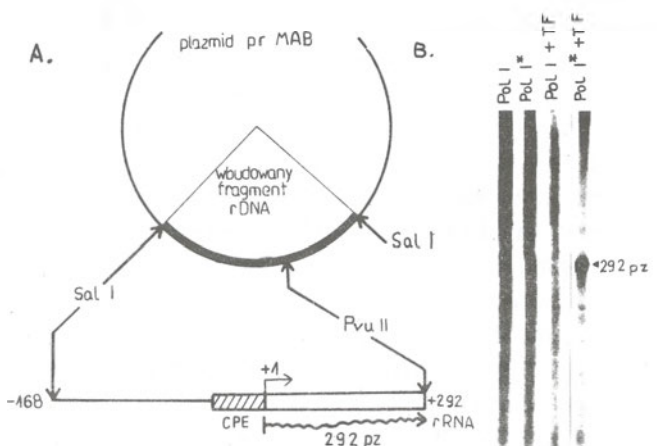 A.
plazmid pr MAB
B.
wbudowany
fragment
rDNA
Sal I
Sal I
Pvu II
+1
-168
CPE
+292
rRNA
292 pz
Pol I
Pol I*
Pol I + TF
Pol I* + TF
292 pz